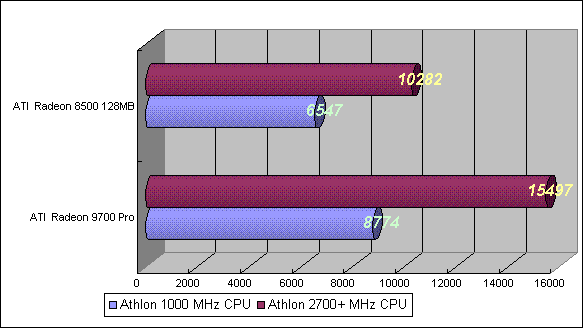 10282
ATI Radeon 8500 128MB
6547
15497
ATI Radeon 9700 Pro
8774
0 2000 4000 6000 8000 10000 12000 14000 16000
Athlon 1000 MHz CPU Athlon 2700+ MHz CPU